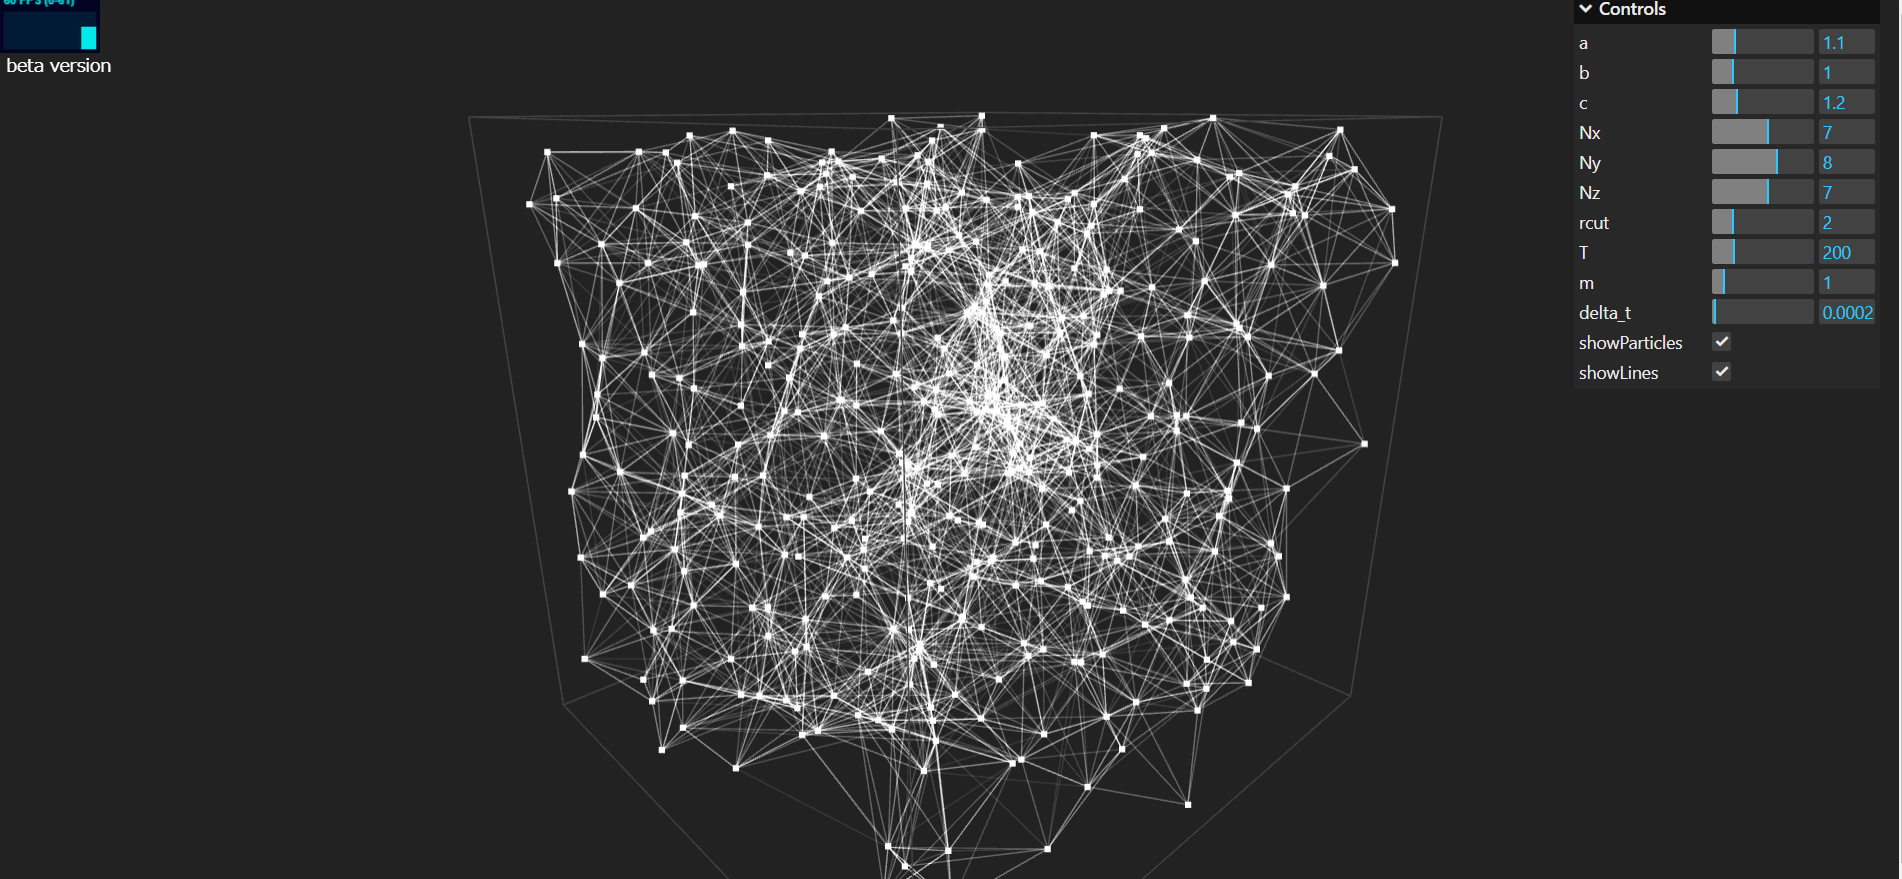 60 FPS (0-61)
beta version
Controls
a 1.1
b 1
c 1.2
Nx 7
Ny 8
Nz 7
rcut 2
T 200
m 1
delta_t 0.0002
showParticles
showLines